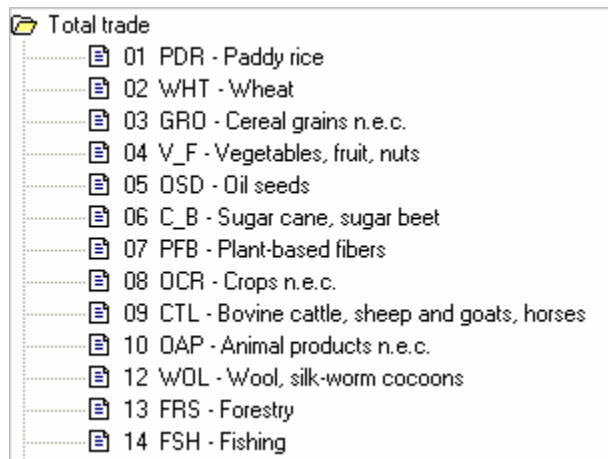 Total trade
01 PDR - Paddy rice
02 WHT - Wheat
03 GRO - Cereal grains n.e.c.
04 V_F - Vegetables, fruit, nuts
05 OSD - Oil seeds
06 C_B - Sugar cane, sugar beet
07 PFB - Plant-based fibers
08 OCR - Crops n.e.c.
09 CTL - Bovine cattle, sheep and goats, horses
10 OAP - Animal products n.e.c.
12 WOL - Wool, silk-worm cocoons
13 FRS - Forestry
14 FSH - Fishing